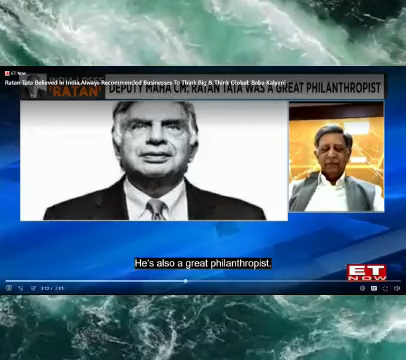 ET Now
Ratan Tata Believed in India, Always Recommended Businesses To Think Big & Think Global: Baba Kalyani
'RATAN'
DEPUTY MAHA CM: RATAN TATA WAS A GREAT PHILANTHROPIST
He's also a great philanthropist,
ET
NOW